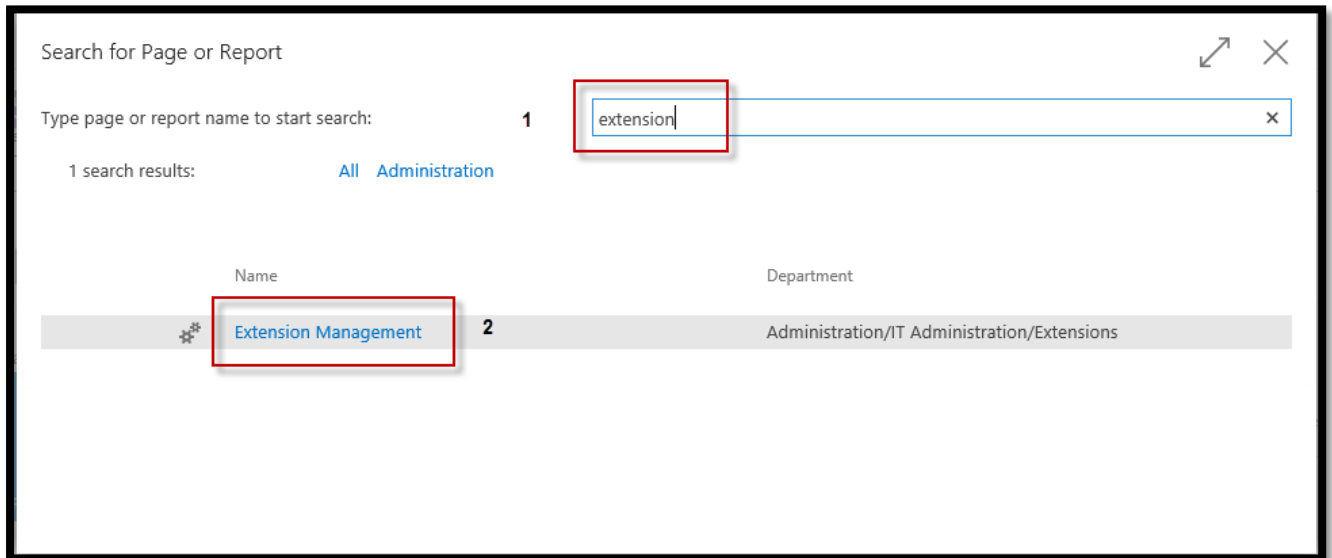 Search for Page or Report
Type page or report name to start search: 1 extension
1 search results: All Administration
Name Department
Extension Management 2 Administration/IT Administration/Extensions